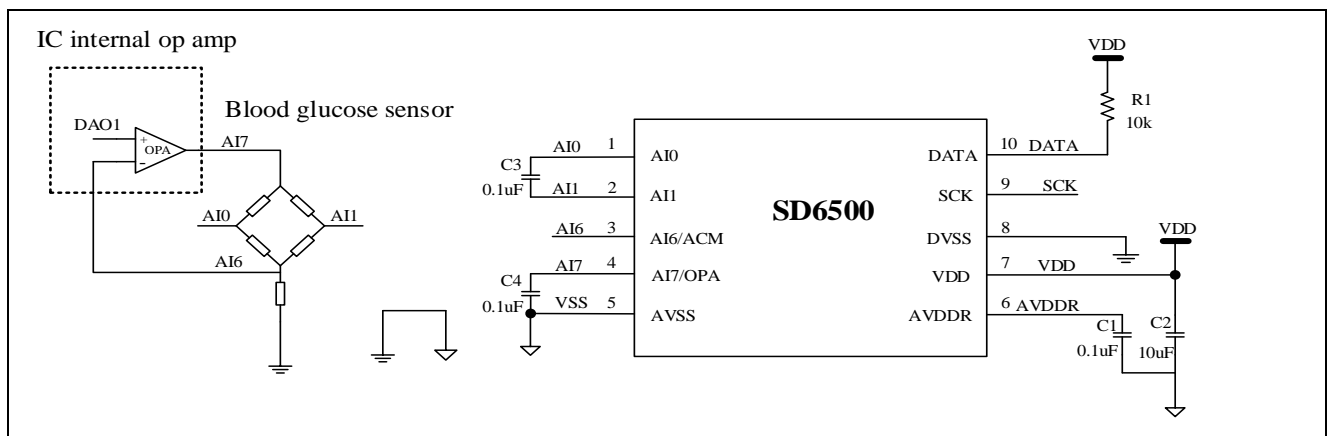 IC internal op amp
DAO1
+
OPA
-
AI7
Blood glucose sensor
AI0
AI1
AI6
C3
0.1uF
AI0
1
AI1
2
AI6
3
C4
0.1uF
AI7
4
VSS
5
AI0
AI1
AI6/ACM
AI7/OPA
AVSS
SD6500
DATA
SCK
DVSS
VDD
AVDDR
10
DATA
9
SCK
8
7
VDD
6
AVDDR
VDD
R1
10k
VDD
C1
0.1uF
C2
10uF